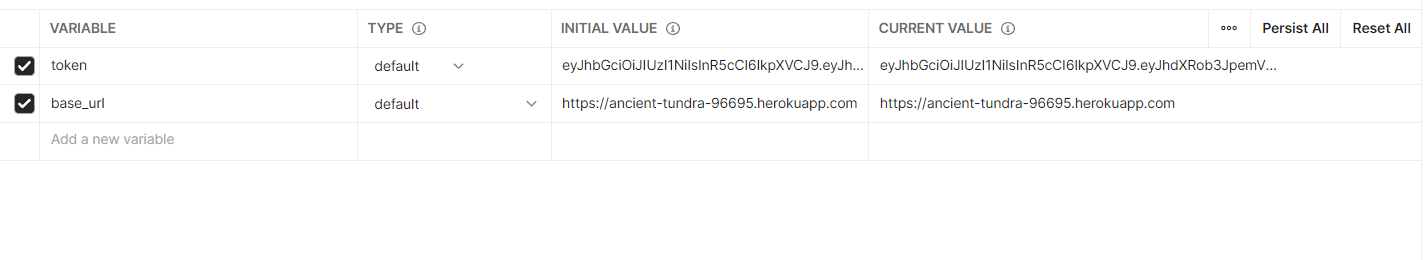 VARIABLE TYPE INITIAL VALUE CURRENT VALUE Persist All Reset All
token default eyJhbGciOiJIUzI1NiIsInR5cCI6IkpXVCJ9.eyJh... eyJhbGciOiJIUzI1NiIsInR5cCI6IkpXVCJ9.eyJhdXRob3JpemV...
base_url default https://ancient-tundra-96695.herokuapp.com https://ancient-tundra-96695.herokuapp.com
Add a new variable